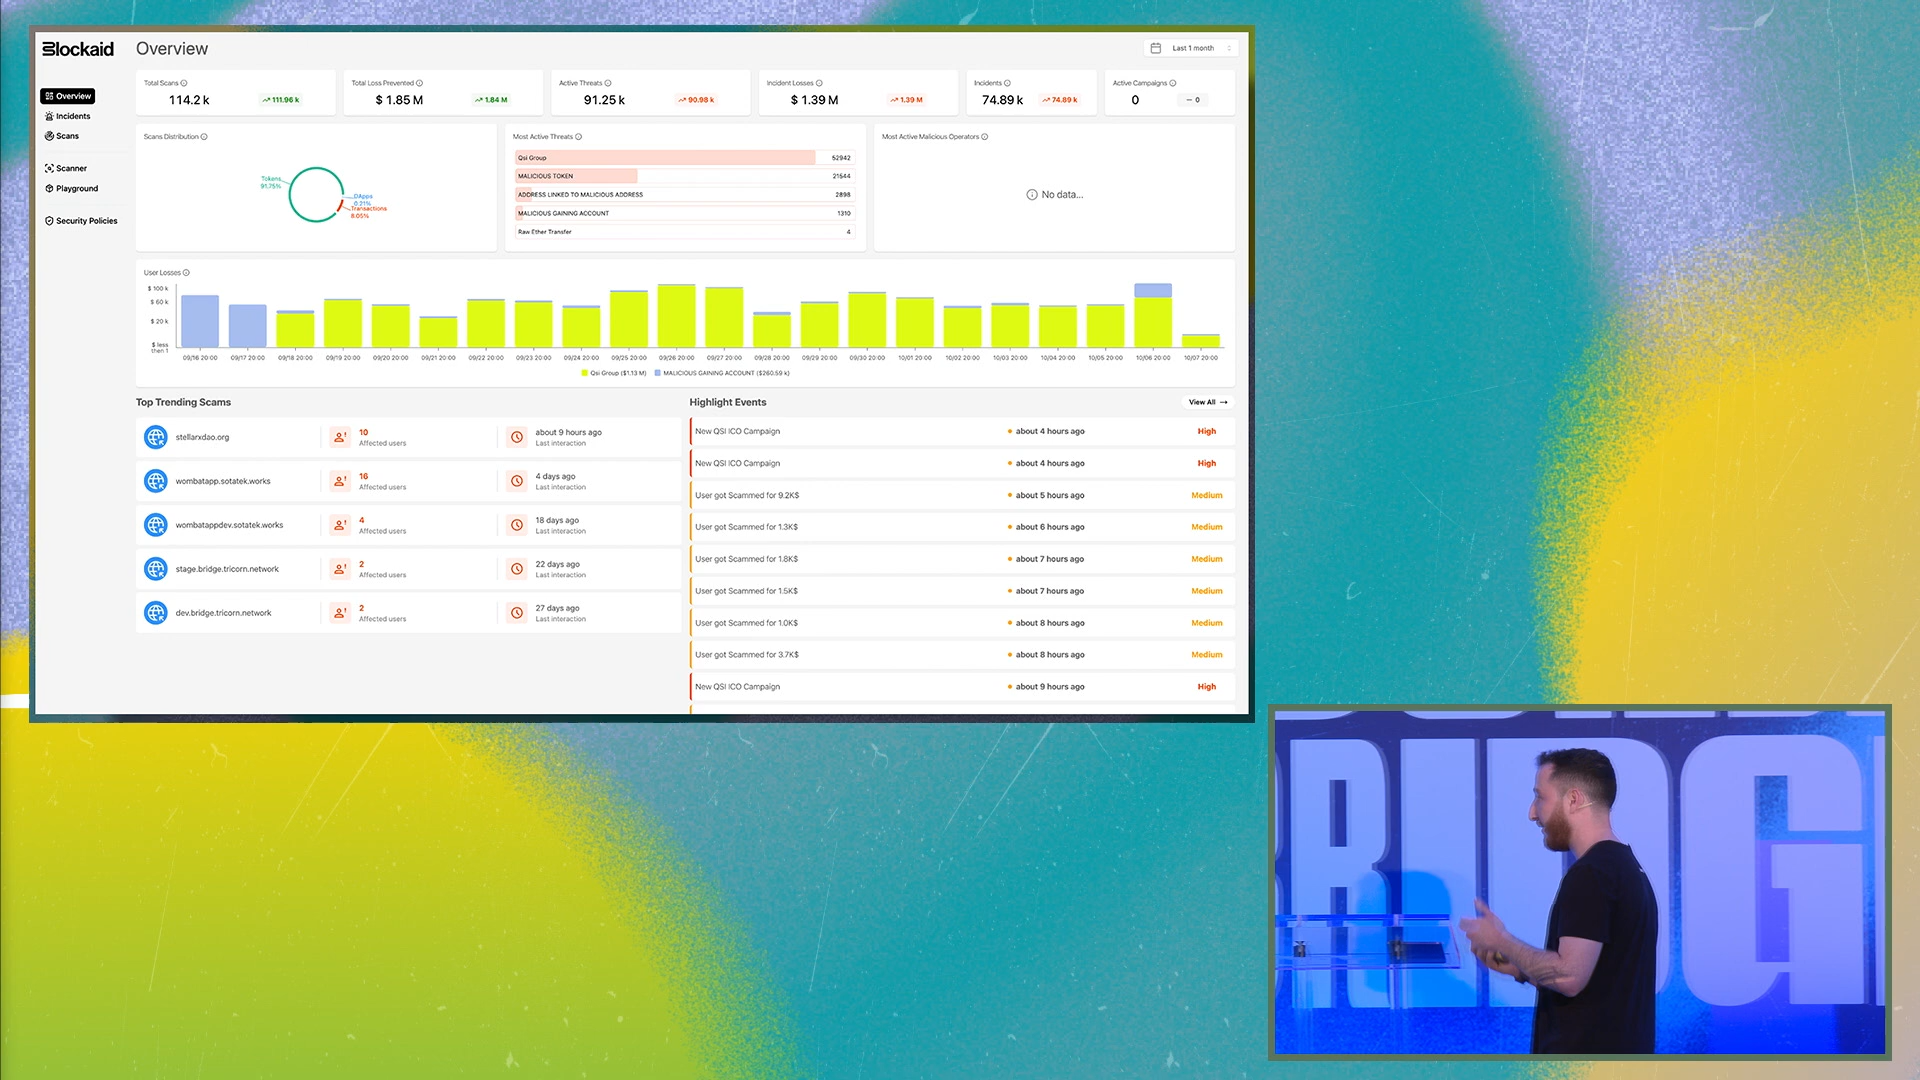 Blockaid
Overview
Last 1 month
Overview
Incidents
Scans
Scanner
Playground
Security Policies
Total Scans
114.2 k
111.96 k
Total Loss Prevented
$ 1.85 M
1.84 M
Active Threats
91.25 k
90.98 k
Incident Losses
$ 1.39 M
1.39 M
Incidents
74.89 k
74.89 k
Active Campaigns
0
— 0
Scans Distribution
Tokens
91.75%
DApps
0.21%
Transactions
8.05%
Most Active Threats
Qsi Group 52942
MALICIOUS TOKEN 21544
ADDRESS LINKED TO MALICIOUS ADDRESS 2898
MALICIOUS GAINING ACCOUNT 1310
Raw Ether Transfer 4
Most Active Malicious Operators
No data...
User Losses
$ 100 k
$ 60 k
$ 20 k
$ less
then 1
09/16 20:00 09/17 20:00 09/18 20:00 09/19 20:00 09/20 20:00 09/21 20:00 09/22 20:00 09/23 20:00 09/24 20:00 09/25 20:00 09/26 20:00 09/27 20:00 09/28 20:00 09/29 20:00 09/30 20:00 10/01 20:00 10/02 20:00 10/03 20:00 10/04 20:00 10/05 20:00 10/06 20:00 10/07 20:00
Qsi Group ($1.13 M) MALICIOUS GAINING ACCOUNT ($260.59 k)
Top Trending Scams
stellarxdao.org
10
Affected users
about 9 hours ago
Last interaction
wombatapp.sotatek.works
16
Affected users
4 days ago
Last interaction
wombatappdev.sotatek.works
4
Affected users
18 days ago
Last interaction
stage.bridge.tricorn.network
2
Affected users
22 days ago
Last interaction
dev.bridge.tricorn.network
2
Affected users
27 days ago
Last interaction
Highlight Events
View All →
New QSI ICO Campaign about 4 hours ago High
New QSI ICO Campaign about 4 hours ago High
User got Scammed for 9.2K$ about 5 hours ago Medium
User got Scammed for 1.3K$ about 6 hours ago Medium
User got Scammed for 1.8K$ about 7 hours ago Medium
User got Scammed for 1.5K$ about 7 hours ago Medium
User got Scammed for 1.0K$ about 8 hours ago Medium
User got Scammed for 3.7K$ about 8 hours ago Medium
New QSI ICO Campaign about 9 hours ago High
BRIDG